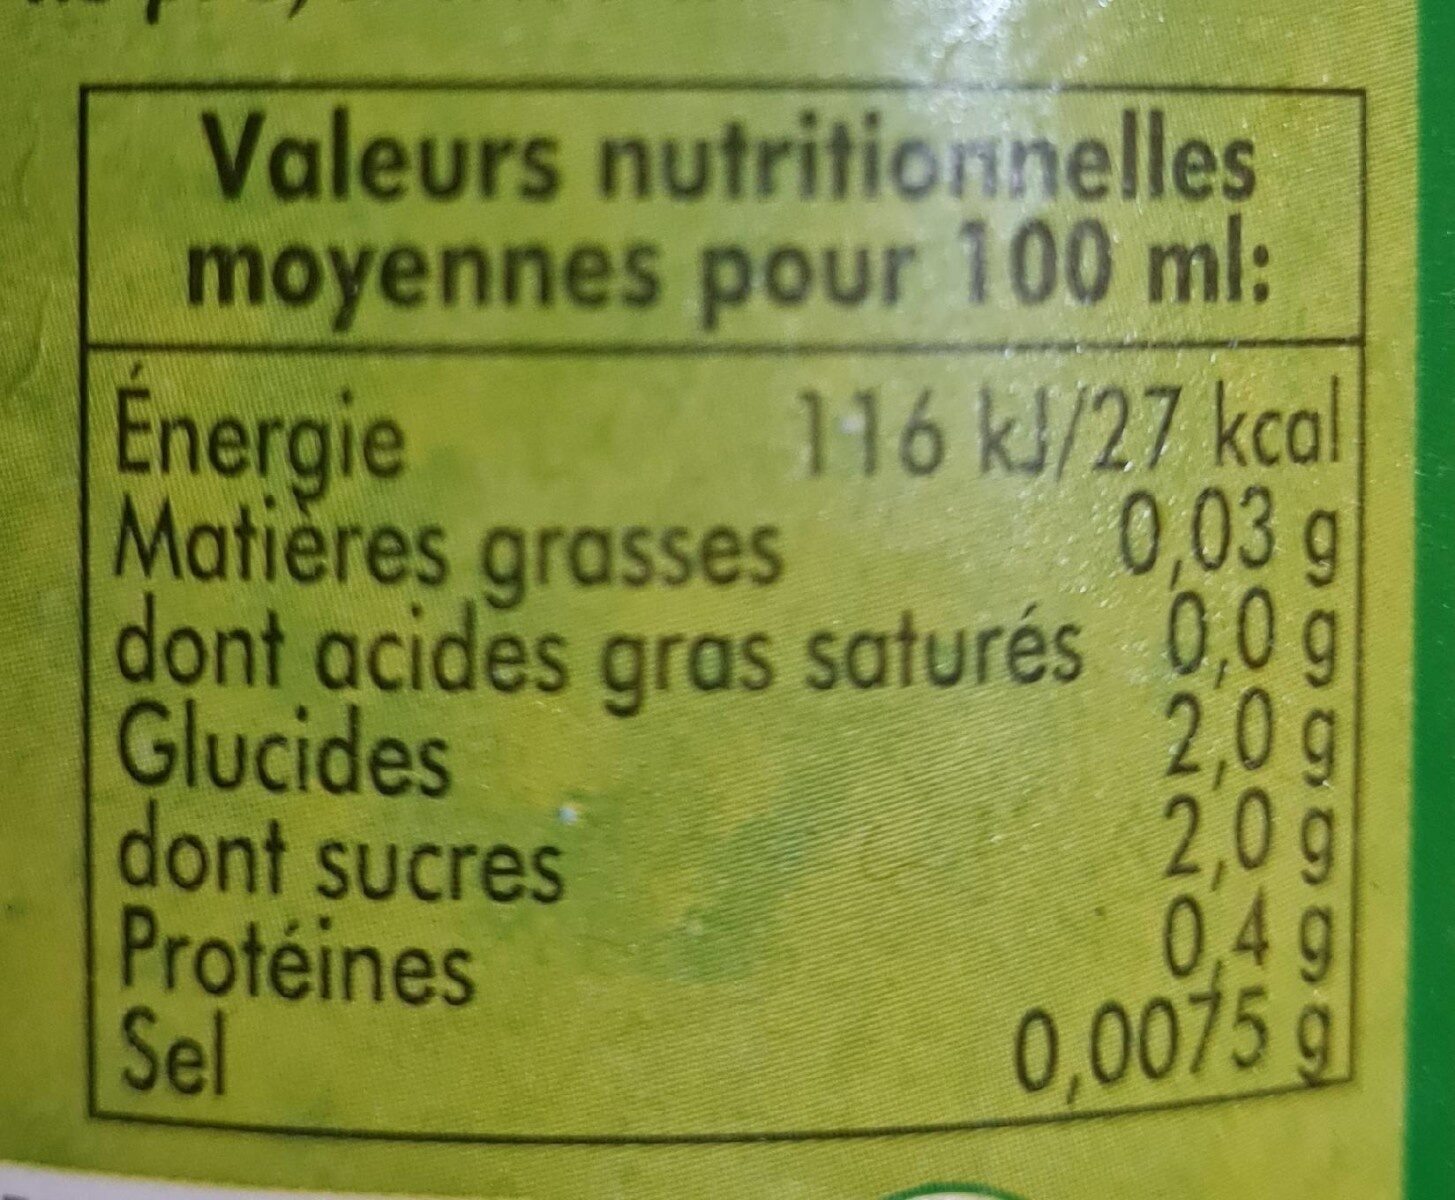 Valeurs nutritionnelles
moyennes pour 100 ml:
Énergie 116 kJ/27 kcal
Matières grasses 0,03 g
dont acides gras saturés 0,0 g
Glucides 2,0 g
dont sucres 2,0 g
Protéines 0,4 g
Sel 0,0075 g